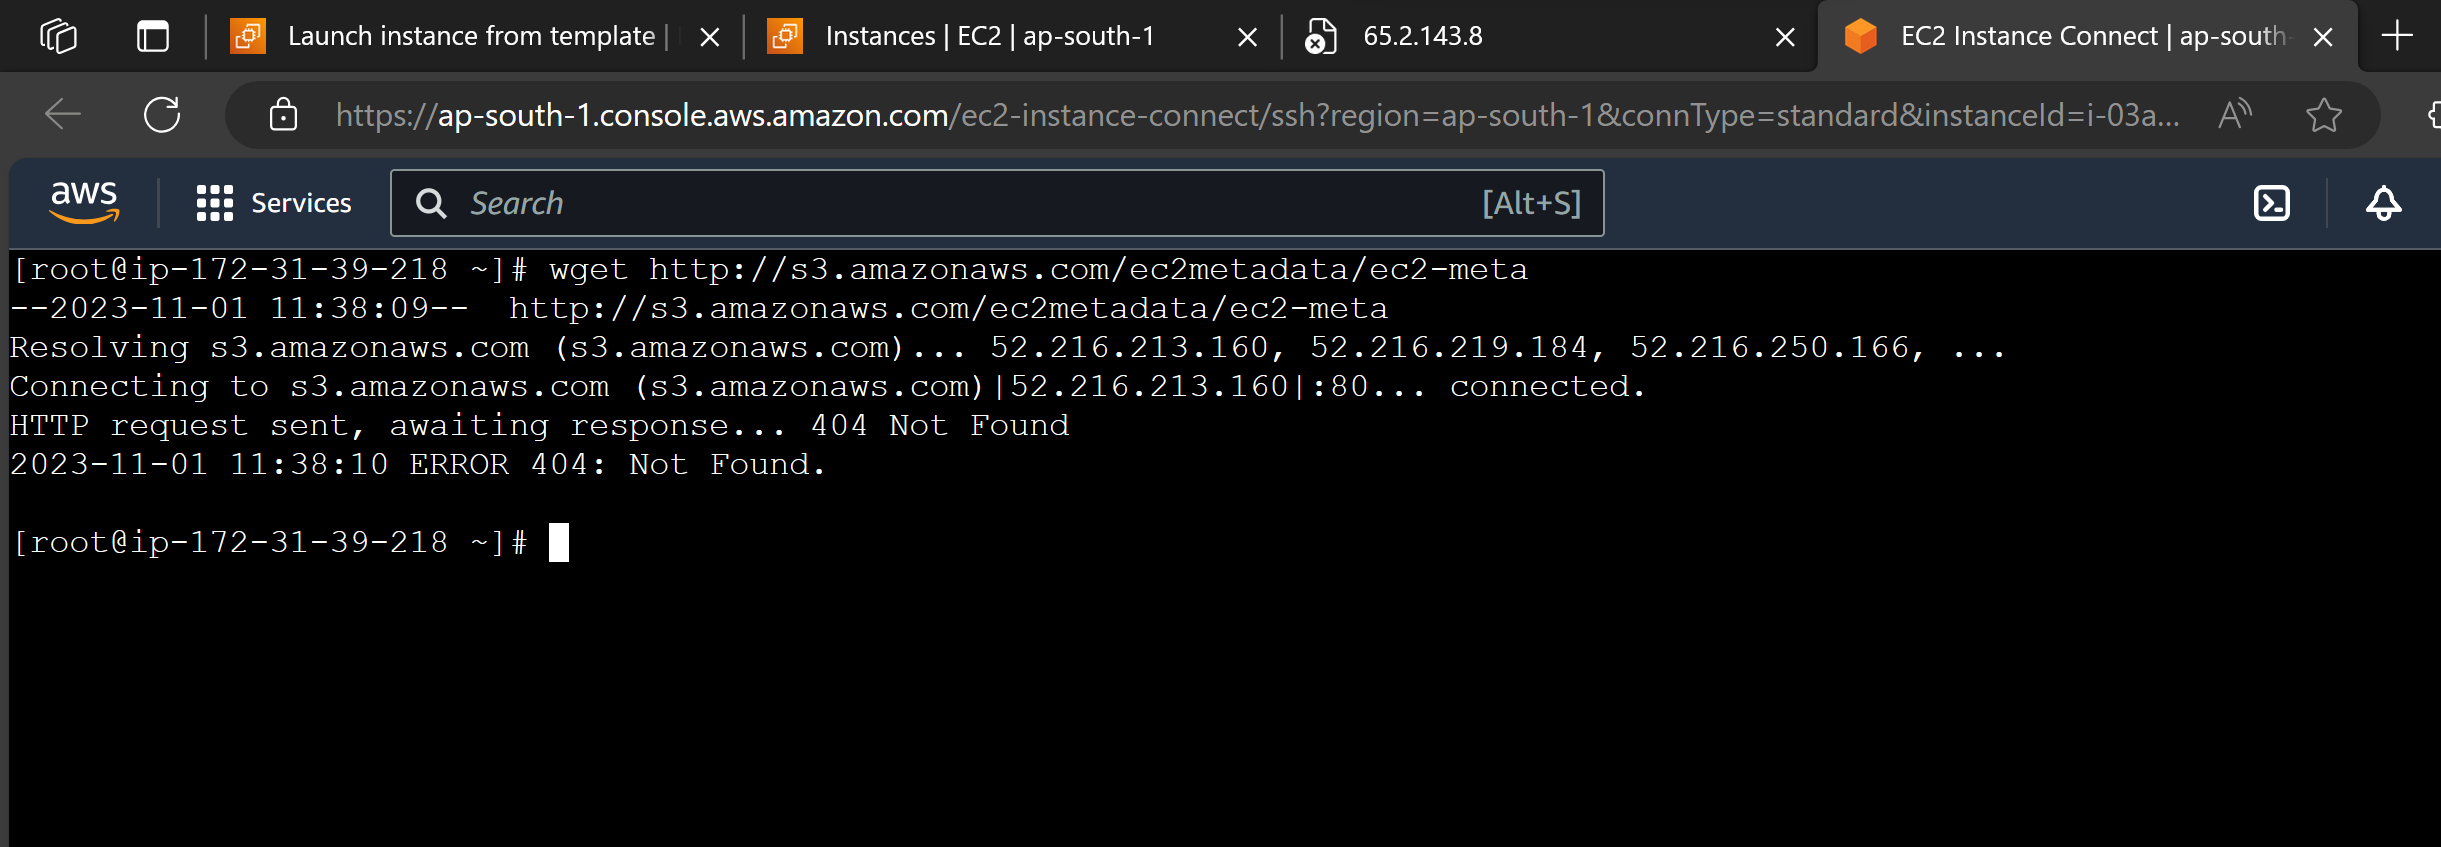 Launch instance from template |
Instances | EC2 | ap-south-1
65.2.143.8
EC2 Instance Connect | ap-south-
https://ap-south-1.console.aws.amazon.com/ec2-instance-connect/ssh?region=ap-south-1&connType=standard&instanceId=i-03a...
aws
Services
Search
[Alt+S]
[root@ip-172-31-39-218 ~]# wget http://s3.amazonaws.com/ec2metadata/ec2-meta
--2023-11-01 11:38:09--  http://s3.amazonaws.com/ec2metadata/ec2-meta
Resolving s3.amazonaws.com (s3.amazonaws.com)... 52.216.213.160, 52.216.219.184, 52.216.250.166, ...
Connecting to s3.amazonaws.com (s3.amazonaws.com)|52.216.213.160|:80... connected.
HTTP request sent, awaiting response... 404 Not Found
2023-11-01 11:38:10 ERROR 404: Not Found.
[root@ip-172-31-39-218 ~]#